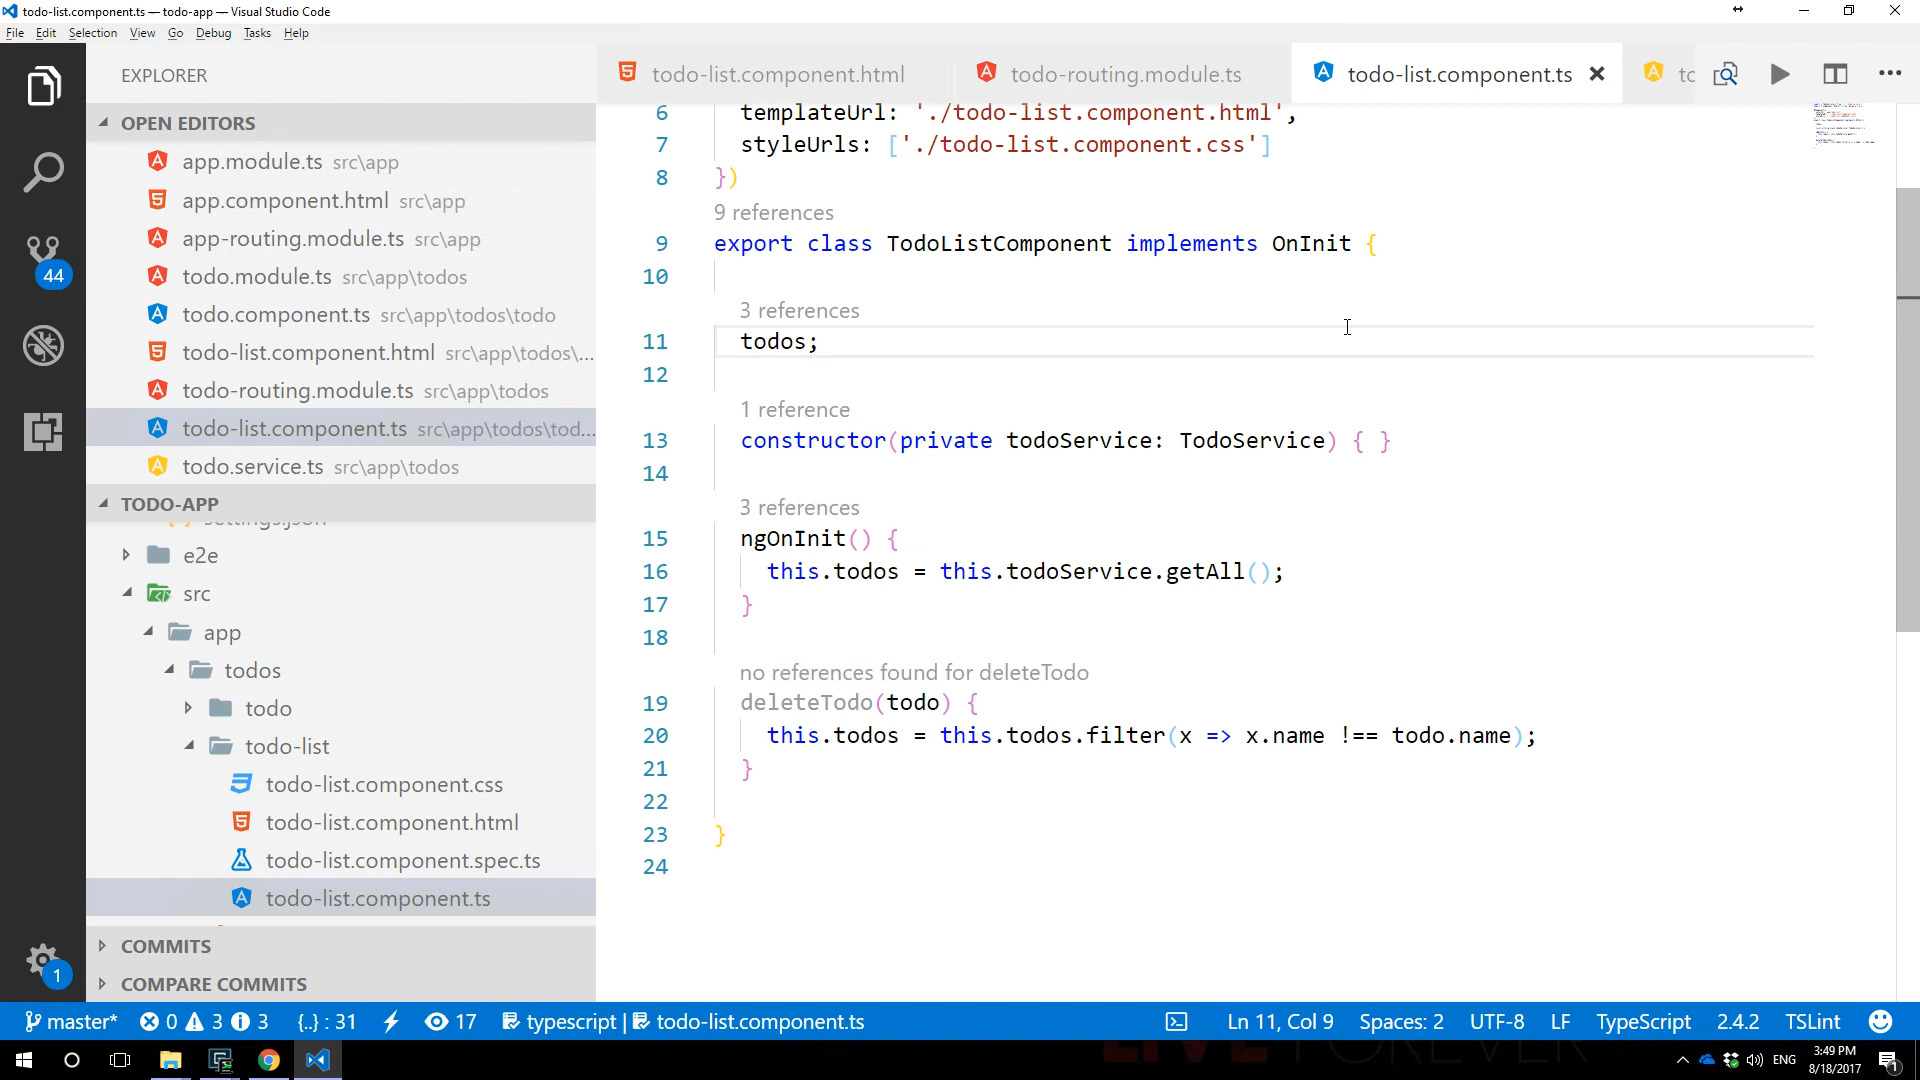 todo-list.component.ts — todo-app — Visual Studio Code
File Edit Selection View Go Debug Tasks Help
EXPLORER
OPEN EDITORS
app.module.ts src\app
app.component.html src\app
app-routing.module.ts src\app
todo.module.ts src\app\todos
todo.component.ts src\app\todos\todo
todo-list.component.html src\app\todos\...
todo-routing.module.ts src\app\todos
todo-list.component.ts src\app\todos\tod...
todo.service.ts src\app\todos
TODO-APP
settings.json
e2e
src
app
todos
todo
todo-list
todo-list.component.css
todo-list.component.html
todo-list.component.spec.ts
todo-list.component.ts
COMMITS
COMPARE COMMITS
44
1
todo-list.component.html todo-routing.module.ts todo-list.component.ts to
6 templateUrl: './todo-list.component.html',
7 styleUrls: ['./todo-list.component.css']
8 })
9 references
9 export class TodoListComponent implements OnInit {
10
3 references
11 todos;
12
1 reference
13 constructor(private todoService: TodoService) { }
14
3 references
15 ngOnInit() {
16 this.todos = this.todoService.getAll();
17 }
18
no references found for deleteTodo
19 deleteTodo(todo) {
20 this.todos = this.todos.filter(x => x.name !== todo.name);
21 }
22
23 }
24
master* 0 3 3 {..} : 31 17 typescript | todo-list.component.ts Ln 11, Col 9 Spaces: 2 UTF-8 LF TypeScript 2.4.2 TSLint
LIVE FOREVER
ENG
3:49 PM
8/18/2017
1